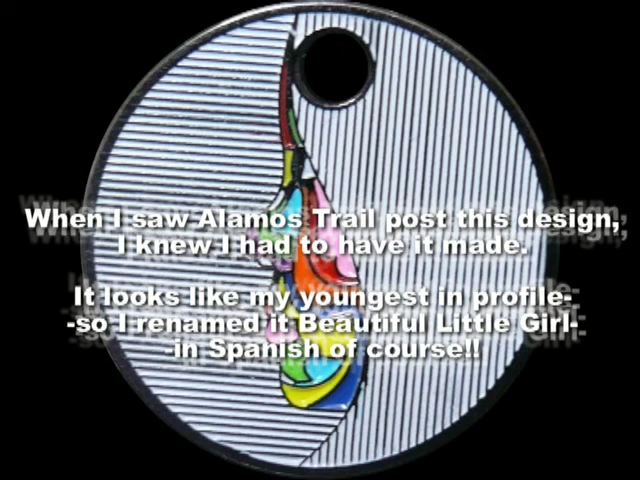 When I saw Alamos Trail post this design,
I knew I had to have it made.
It looks like my youngest in profile-
-so I renamed it Beautiful Little Girl-
-in Spanish of course!!